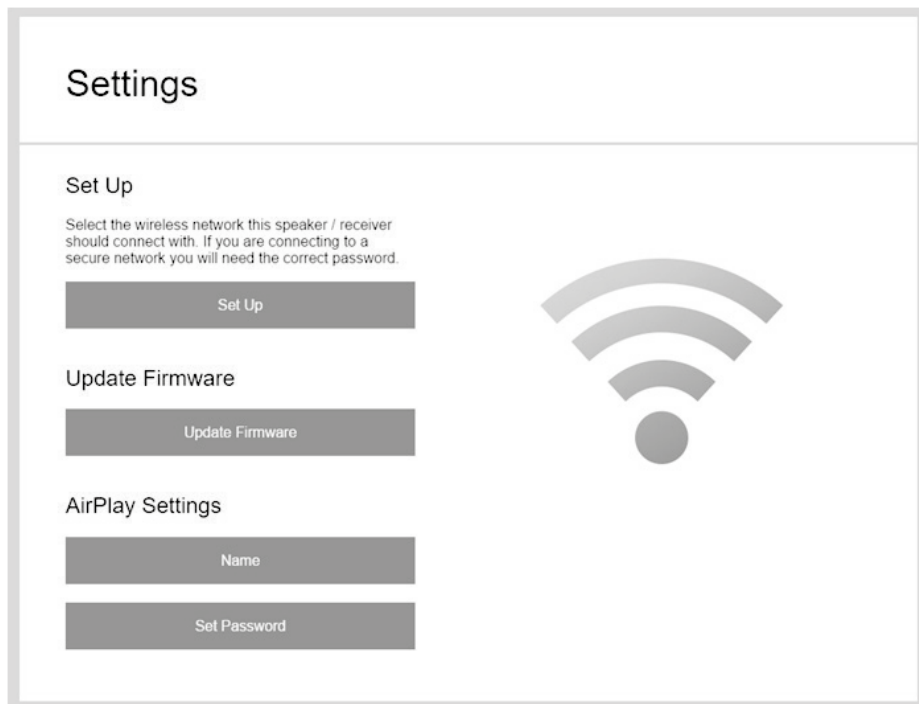 Settings
Set Up
Select the wireless network this speaker / receiver
should connect with. If you are connecting to a
secure network you will need the correct password.
Set Up
Update Firmware
Update Firmware
AirPlay Settings
Name
Set Password